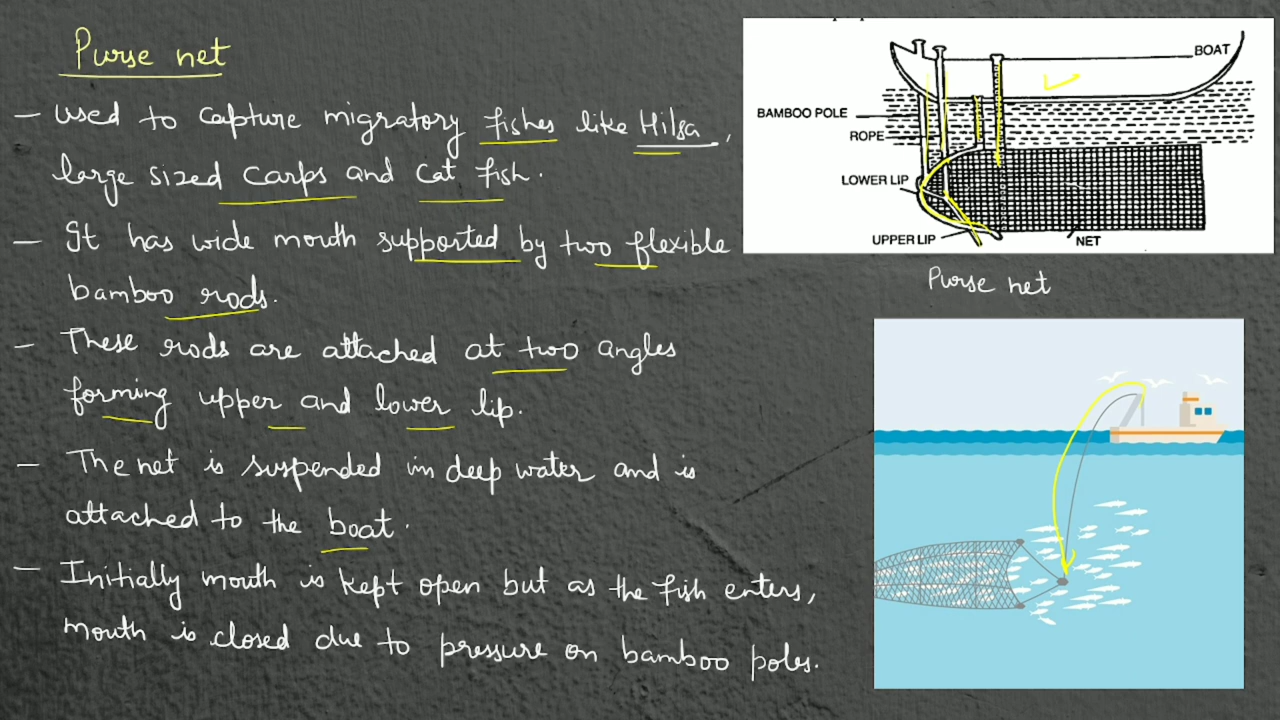 Purse net
- Used to capture migratory fishes like Hilsa,
large sized carps and cat fish.
- It has wide mouth supported by two flexible
bamboo rods.
- These rods are attached at two angles
forming upper and lower lip.
- The net is suspended in deep water and is
attached to the boat.
- Initially mouth is kept open but as the fish enters,
mouth is closed due to pressure on bamboo poles.
BOAT
BAMBOO POLE
ROPE
LOWER LIP
UPPER LIP
NET
Purse net